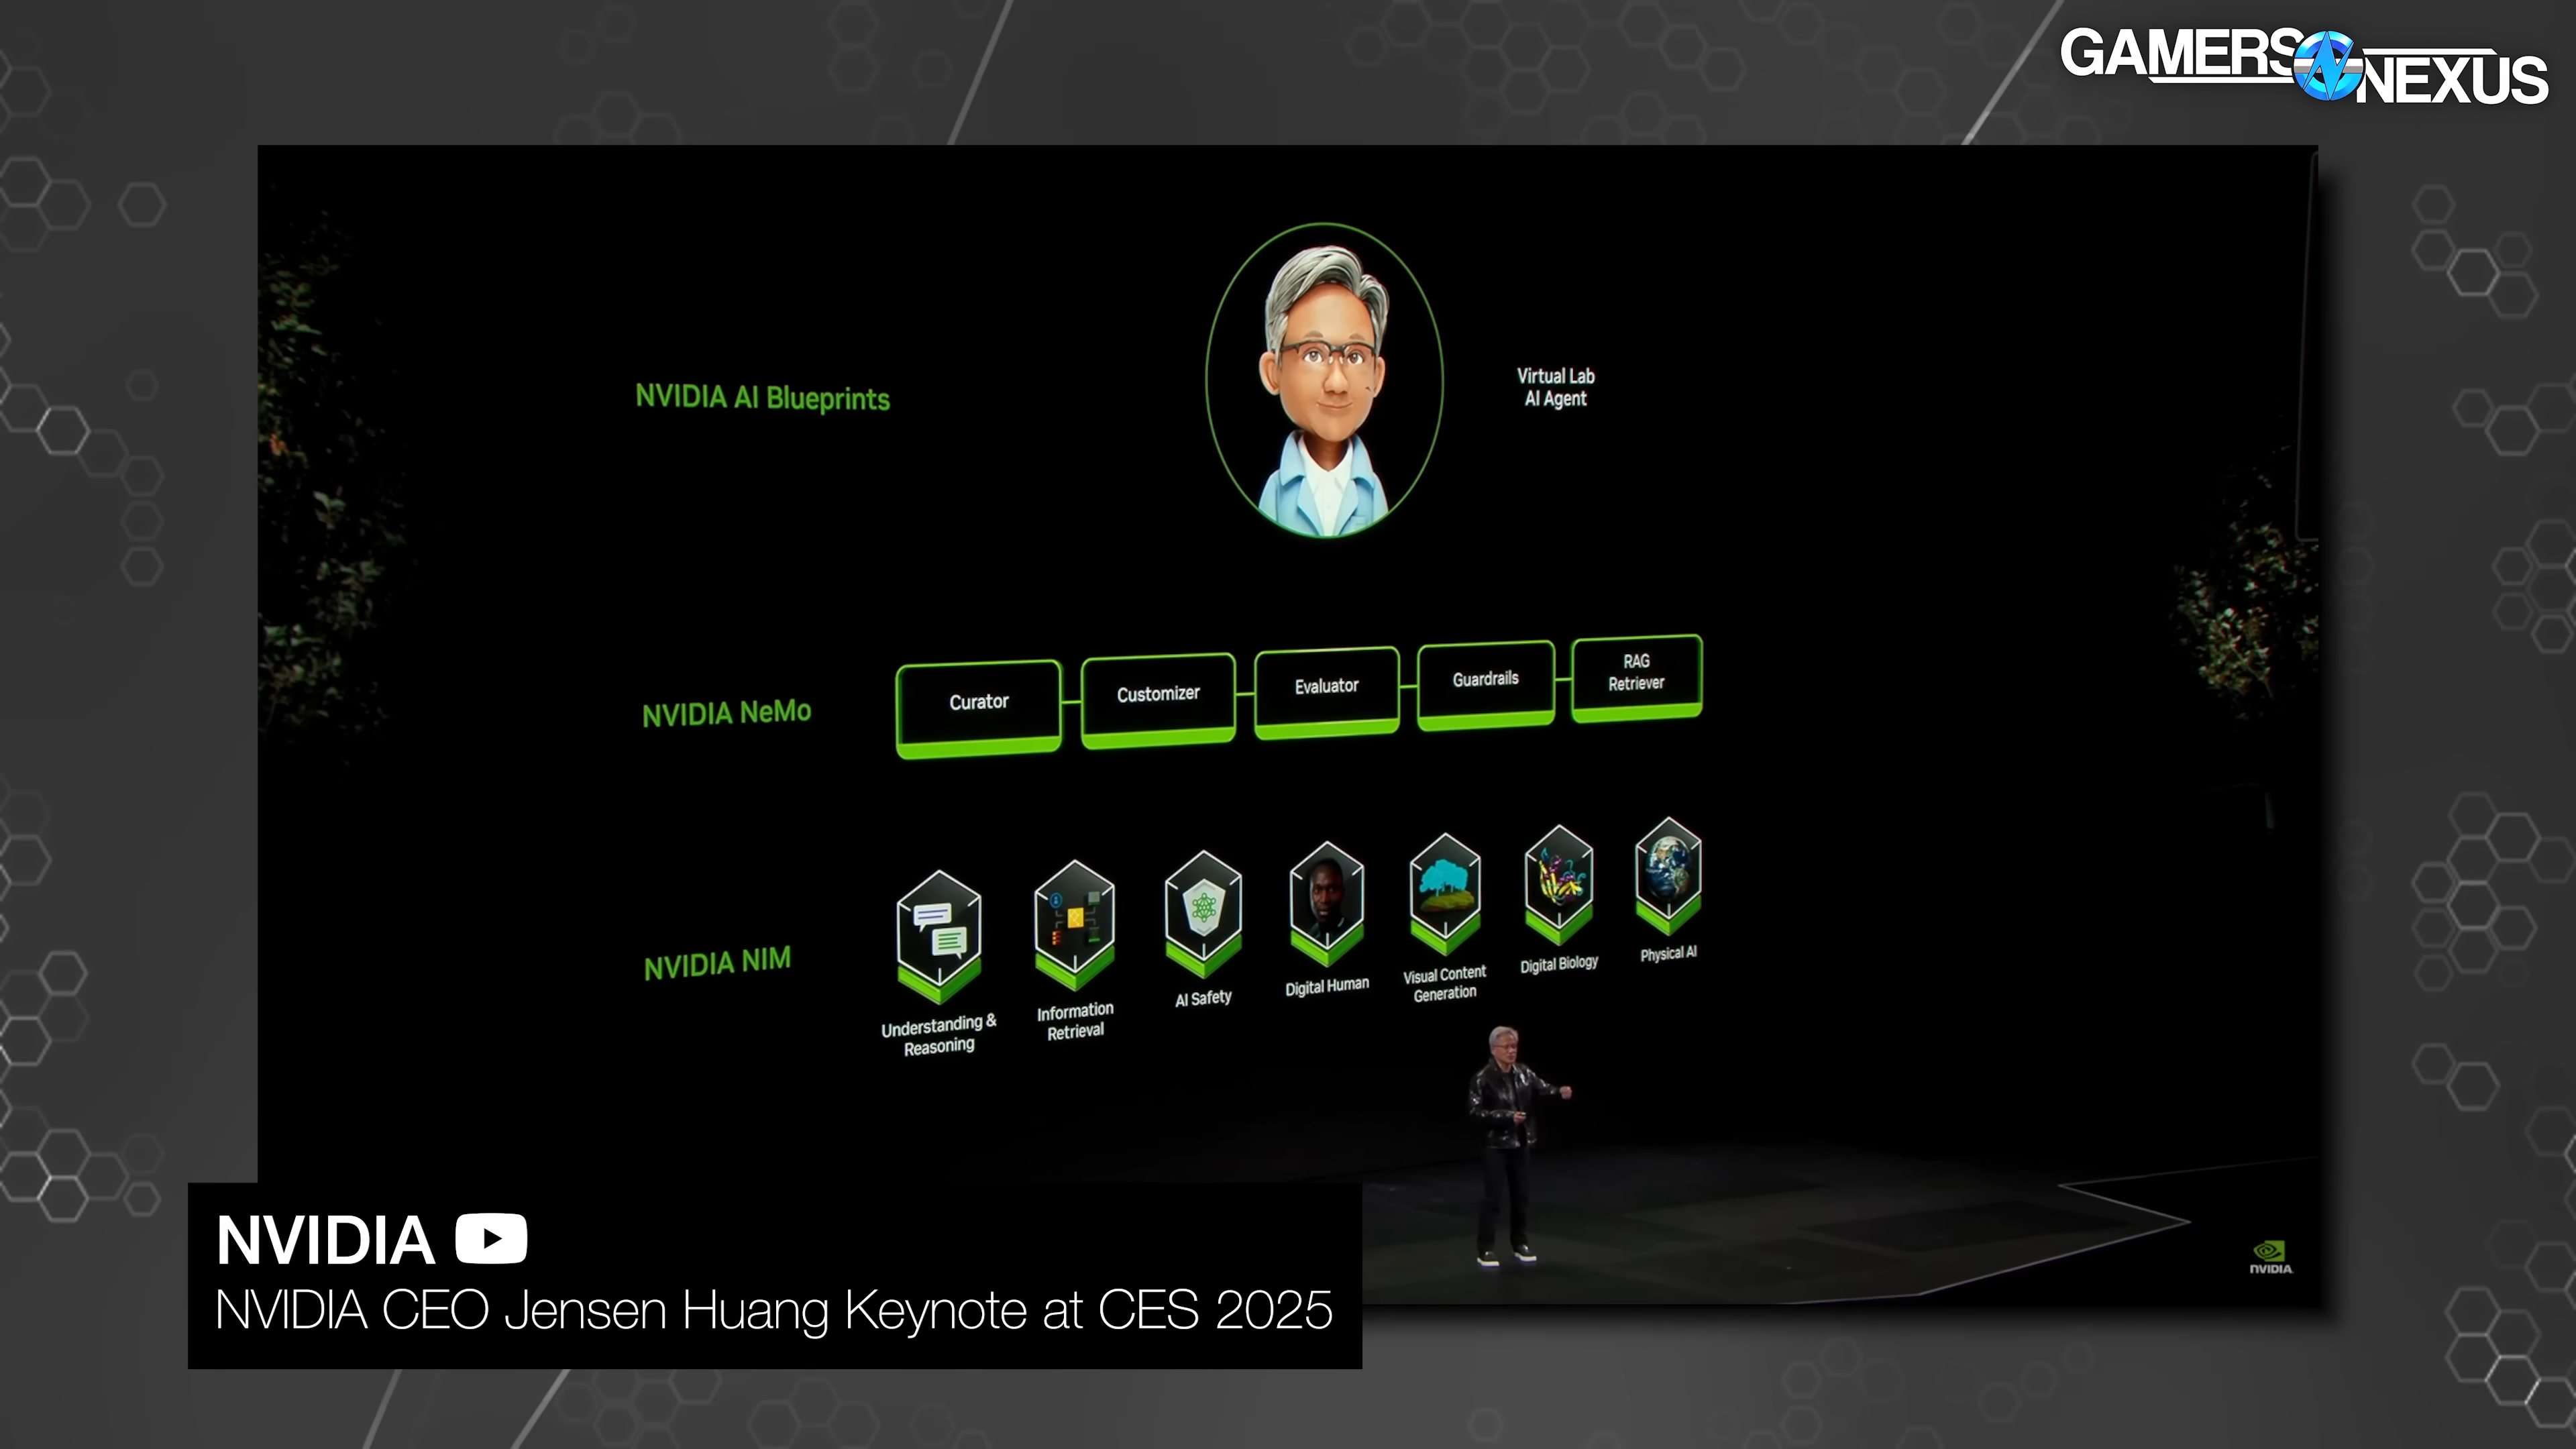 GAMERS NEXUS
NVIDIA AI Blueprints
Virtual Lab
AI Agent
NVIDIA NeMo
Curator
Customizer
Evaluator
Guardrails
RAG
Retriever
NVIDIA NIM
Understanding &
Reasoning
Information
Retrieval
AI Safety
Digital Human
Visual Content
Generation
Digital Biology
Physical AI
NVIDIA
NVIDIA CEO Jensen Huang Keynote at CES 2025
NVIDIA